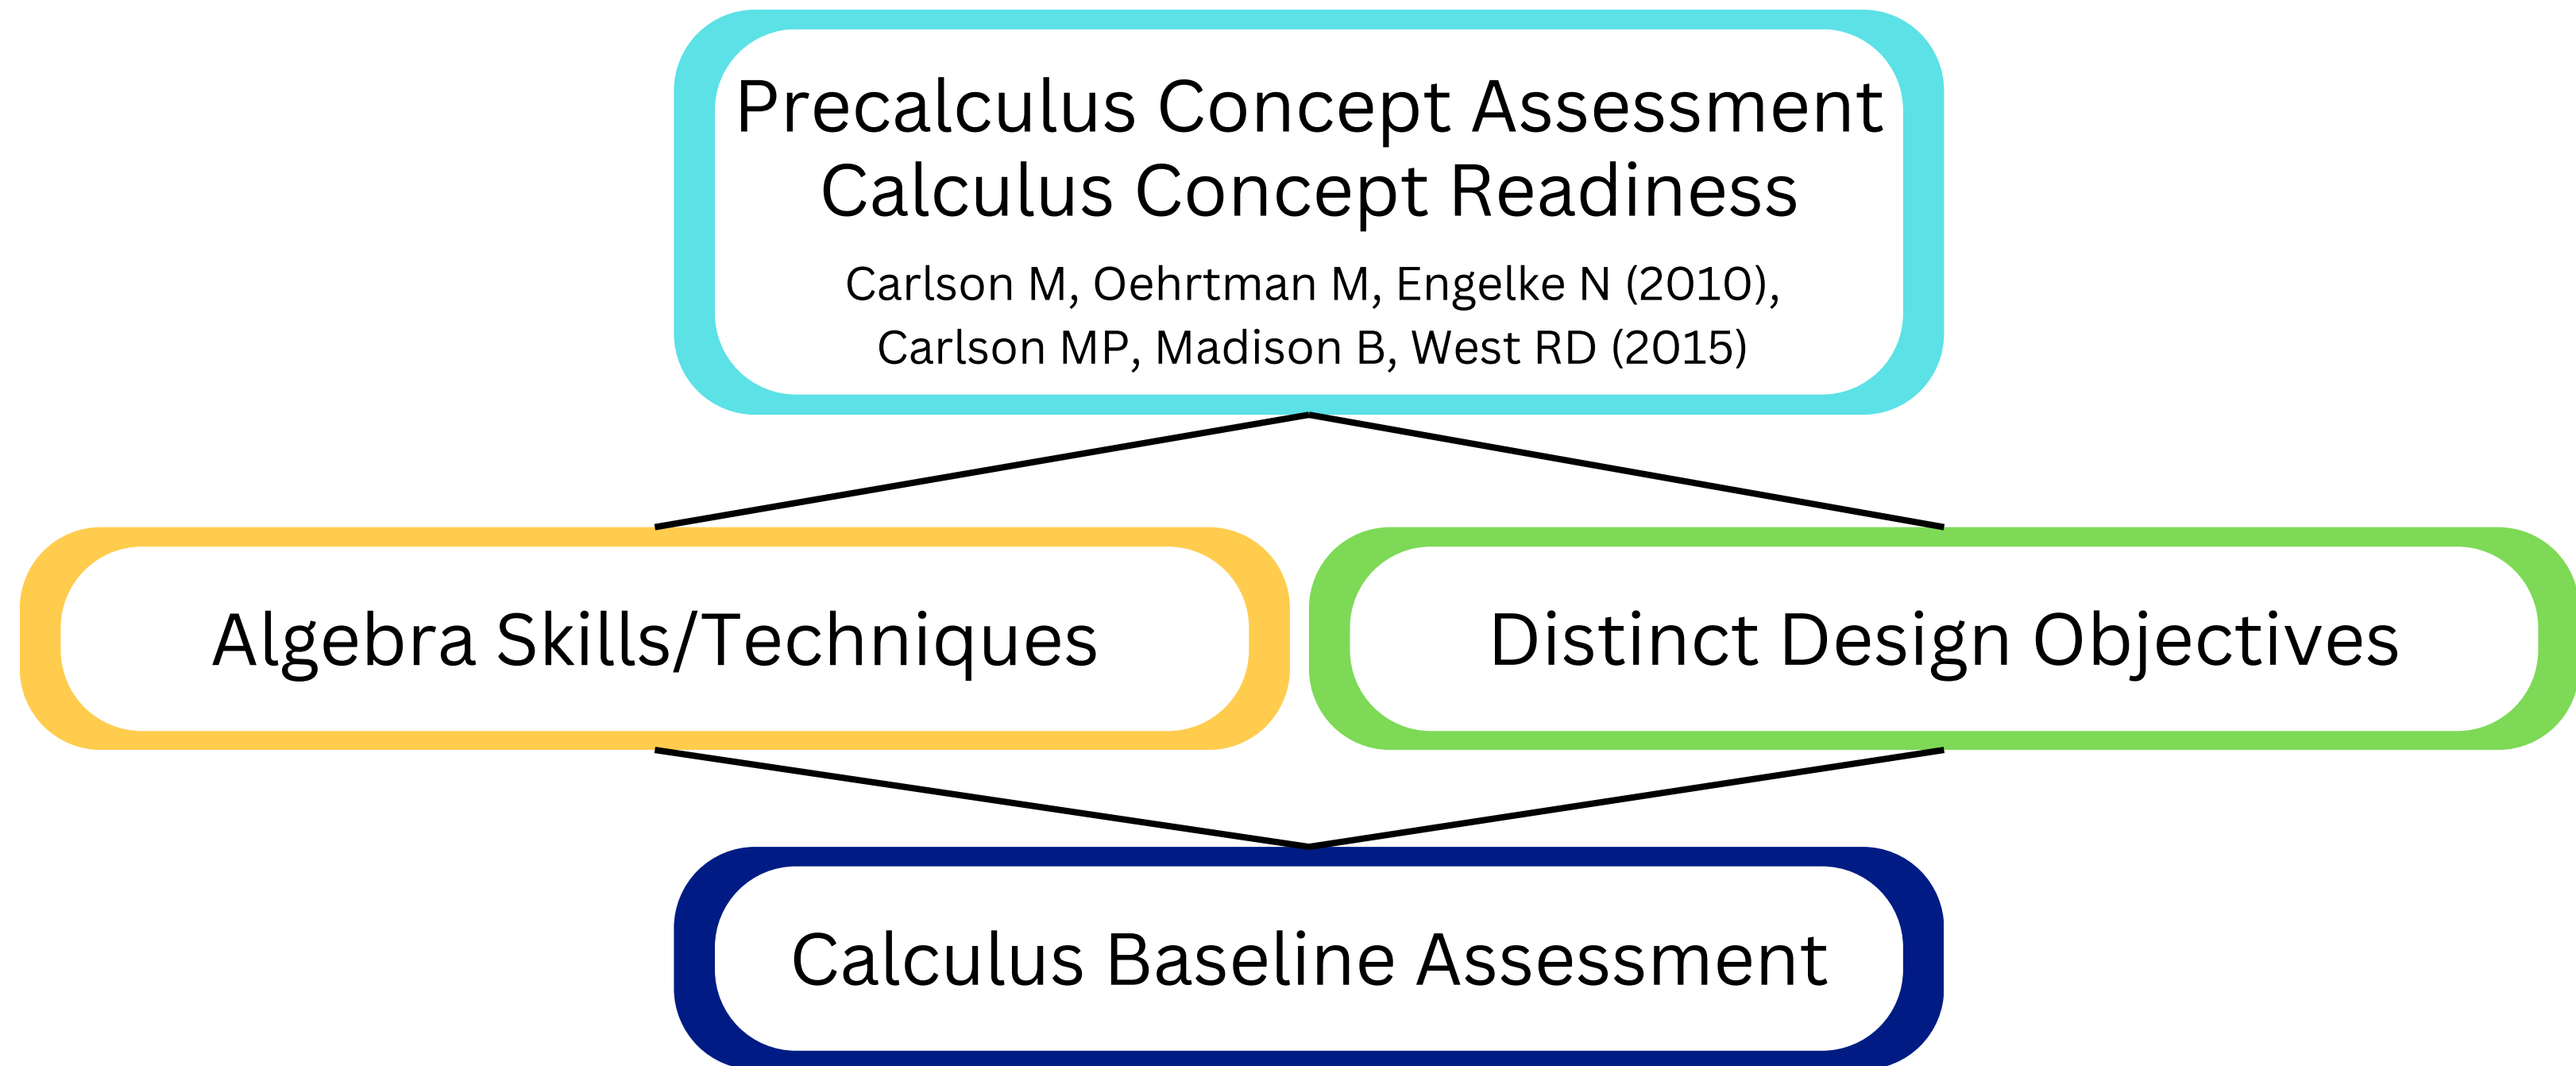 Precalculus Concept Assessment
Calculus Concept Readiness
Carlson M, Oehrtman M, Engelke N (2010),
Carlson MP, Madison B, West RD (2015)
Algebra Skills/Techniques
Distinct Design Objectives
Calculus Baseline Assessment